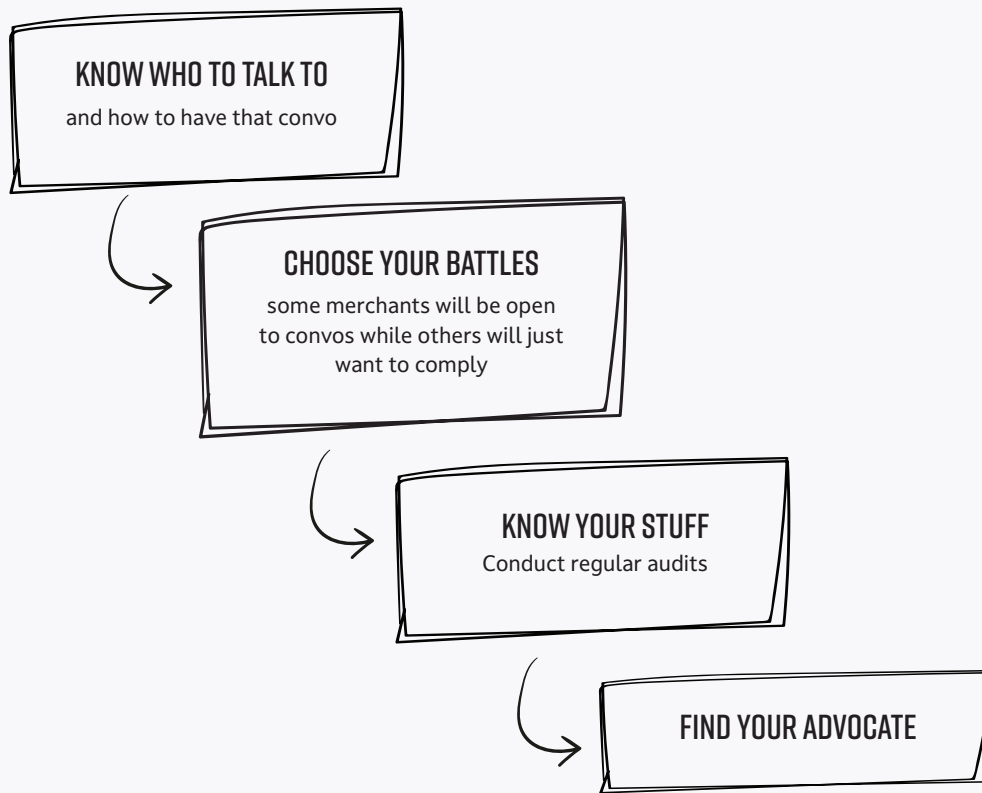 KNOW WHO TO TALK TO
and how to have that convo
CHOOSE YOUR BATTLES
some merchants will be open
to convos while others will just
want to comply
KNOW YOUR STUFF
Conduct regular audits
FIND YOUR ADVOCATE